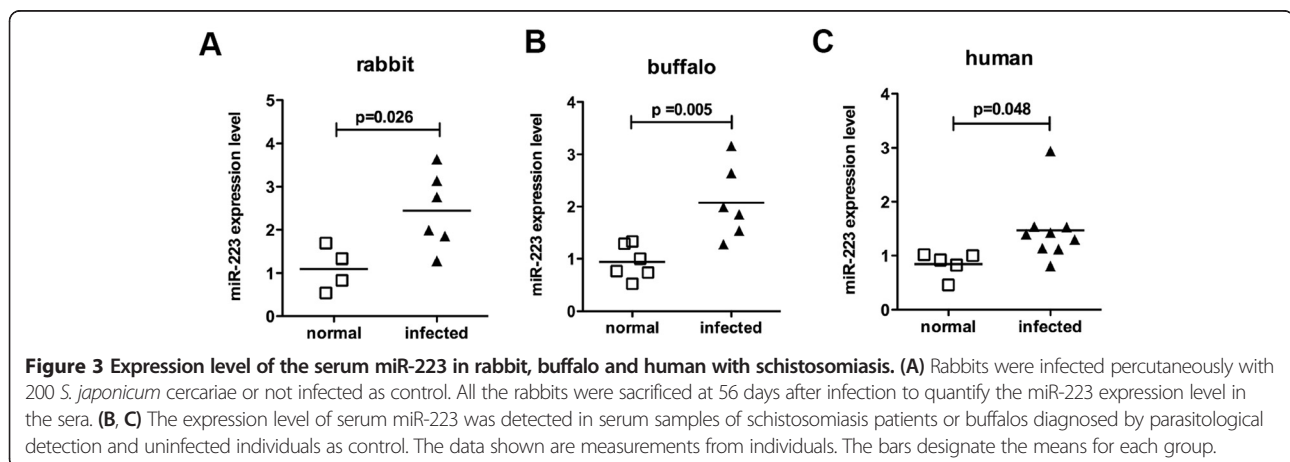 A
rabbit
miR-223 expression level
5
4
3
2
1
0
p=0.026
normal infected
B
buffalo
miR-223 expression level
4
3
2
1
0
p =0.005
normal infected
C
human
miR-223 expression level
4
3
2
1
0
p=0.048
normal infected
Figure 3 Expression level of the serum miR-223 in rabbit, buffalo and human with schistosomiasis. (A) Rabbits were infected percutaneously with
200 S. japonicum cercariae or not infected as control. All the rabbits were sacrificed at 56 days after infection to quantify the miR-223 expression level in
the sera. (B, C) The expression level of serum miR-223 was detected in serum samples of schistosomiasis patients or buffalos diagnosed by parasitological
detection and uninfected individuals as control. The data shown are measurements from individuals. The bars designate the means for each group.